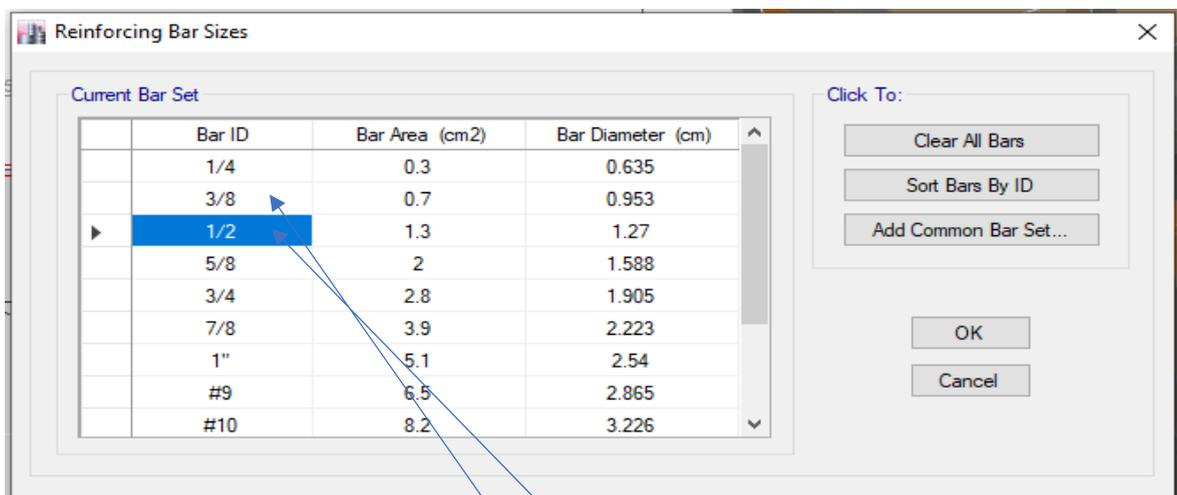 Reinforcing Bar Sizes
Current Bar Set
Bar ID Bar Area (cm2) Bar Diameter (cm)
1/4 0.3 0.635
3/8 0.7 0.953
1/2 1.3 1.27
5/8 2 1.588
3/4 2.8 1.905
7/8 3.9 2.223
1" 5.1 2.54
#9 6.5 2.865
#10 8.2 3.226
Click To:
Clear All Bars
Sort Bars By ID
Add Common Bar Set...
OK
Cancel